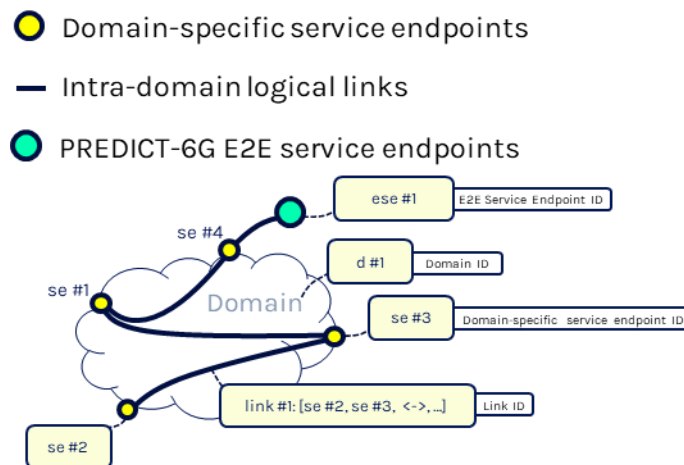 Domain-specific service endpoints
Intra-domain logical links
PREDICT-6G E2E service endpoints
ese #1
E2E Service Endpoint ID
se #4
d #1
Domain ID
se #1
Domain
se #3
Domain-specific service endpoint ID
link #1: [se #2, se #3, <->, ...]
Link ID
se #2